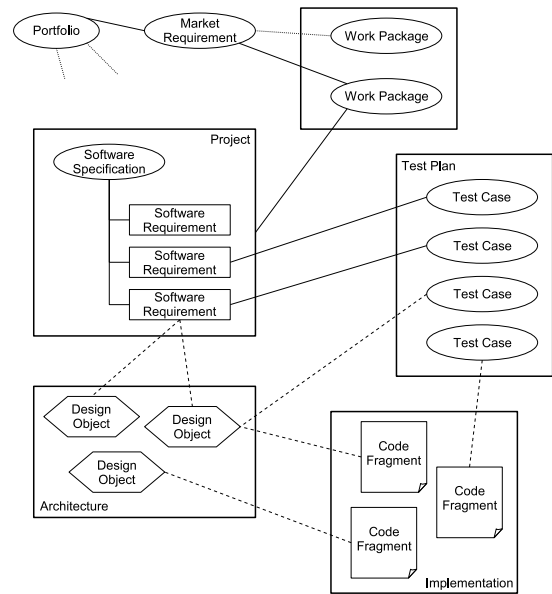 Portfolio
Market
Requirement
Work Package
Work Package
Project
Software
Specification
Software
Requirement
Software
Requirement
Software
Requirement
Test Plan
Test Case
Test Case
Test Case
Test Case
Design
Object
Design
Object
Design
Object
Architecture
Code
Fragment
Code
Fragment
Code
Fragment
Implementation